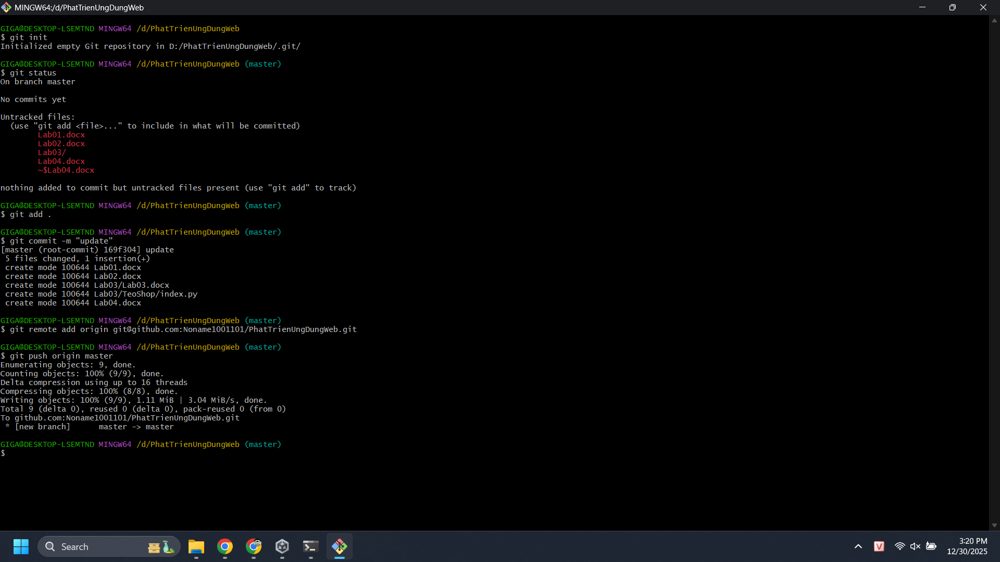 MINGW64:/d/PhatTrienUngDungWeb
GIGA@DESKTOP-LSEMTND MINGW64 /d/PhatTrienUngDungWeb
$ git init
Initialized empty Git repository in D:/PhatTrienUngDungWeb/.git/
GIGA@DESKTOP-LSEMTND MINGW64 /d/PhatTrienUngDungWeb (master)
$ git status
On branch master
No commits yet
Untracked files:
(use "git add <file>..." to include in what will be committed)
Lab01.docx
Lab02.docx
Lab03/
Lab04.docx
~$Lab04.docx
nothing added to commit but untracked files present (use "git add" to track)
GIGA@DESKTOP-LSEMTND MINGW64 /d/PhatTrienUngDungWeb (master)
$ git add .
GIGA@DESKTOP-LSEMTND MINGW64 /d/PhatTrienUngDungWeb (master)
$ git commit -m "update"
[master (root-commit) 169f304] update
5 files changed, 1 insertion(+)
create mode 100644 Lab01.docx
create mode 100644 Lab02.docx
create mode 100644 Lab03/Lab03.docx
create mode 100644 Lab03/TeoShop/index.py
create mode 100644 Lab04.docx
GIGA@DESKTOP-LSEMTND MINGW64 /d/PhatTrienUngDungWeb (master)
$ git remote add origin git@github.com:Noname1001101/PhatTrienUngDungWeb.git
GIGA@DESKTOP-LSEMTND MINGW64 /d/PhatTrienUngDungWeb (master)
$ git push origin master
Enumerating objects: 9, done.
Counting objects: 100% (9/9), done.
Delta compression using up to 16 threads
Compressing objects: 100% (8/8), done.
Writing objects: 100% (9/9), 1.11 MiB | 3.04 MiB/s, done.
Total 9 (delta 0), reused 0 (delta 0), pack-reused 0 (from 0)
To github.com:Noname1001101/PhatTrienUngDungWeb.git
* [new branch]      master -> master
GIGA@DESKTOP-LSEMTND MINGW64 /d/PhatTrienUngDungWeb (master)
$
Search
V
3:20 PM
12/30/2025